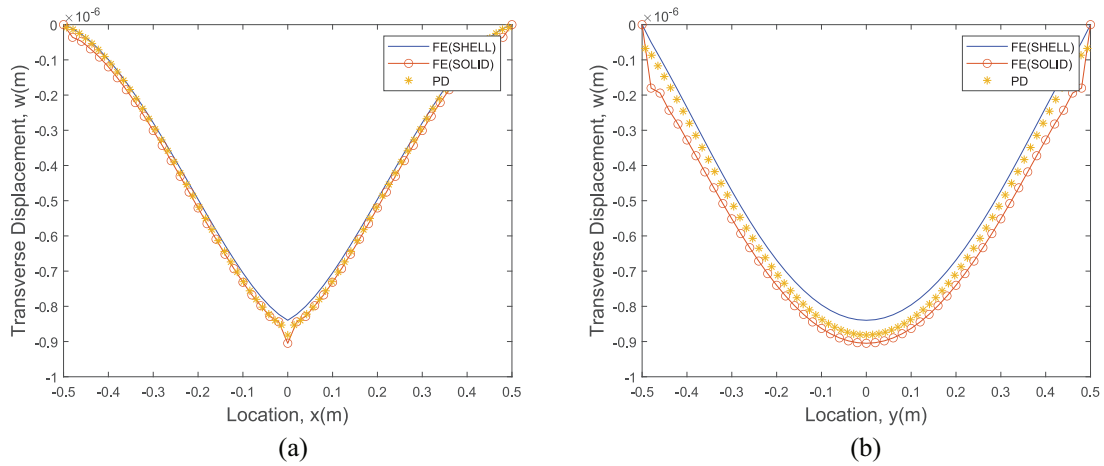 ×10⁻⁶
0
-0.1
-0.2
-0.3
-0.4
-0.5
-0.6
-0.7
-0.8
-0.9
-1
Transverse Displacement, w(m)
FE(SHELL)
FE(SOLID)
PD
-0.5 -0.4 -0.3 -0.2 -0.1 0 0.1 0.2 0.3 0.4 0.5
Location, x(m)
(a)
×10⁻⁶
0
-0.1
-0.2
-0.3
-0.4
-0.5
-0.6
-0.7
-0.8
-0.9
-1
Transverse Displacement, w(m)
FE(SHELL)
FE(SOLID)
PD
-0.5 -0.4 -0.3 -0.2 -0.1 0 0.1 0.2 0.3 0.4 0.5
Location, y(m)
(b)